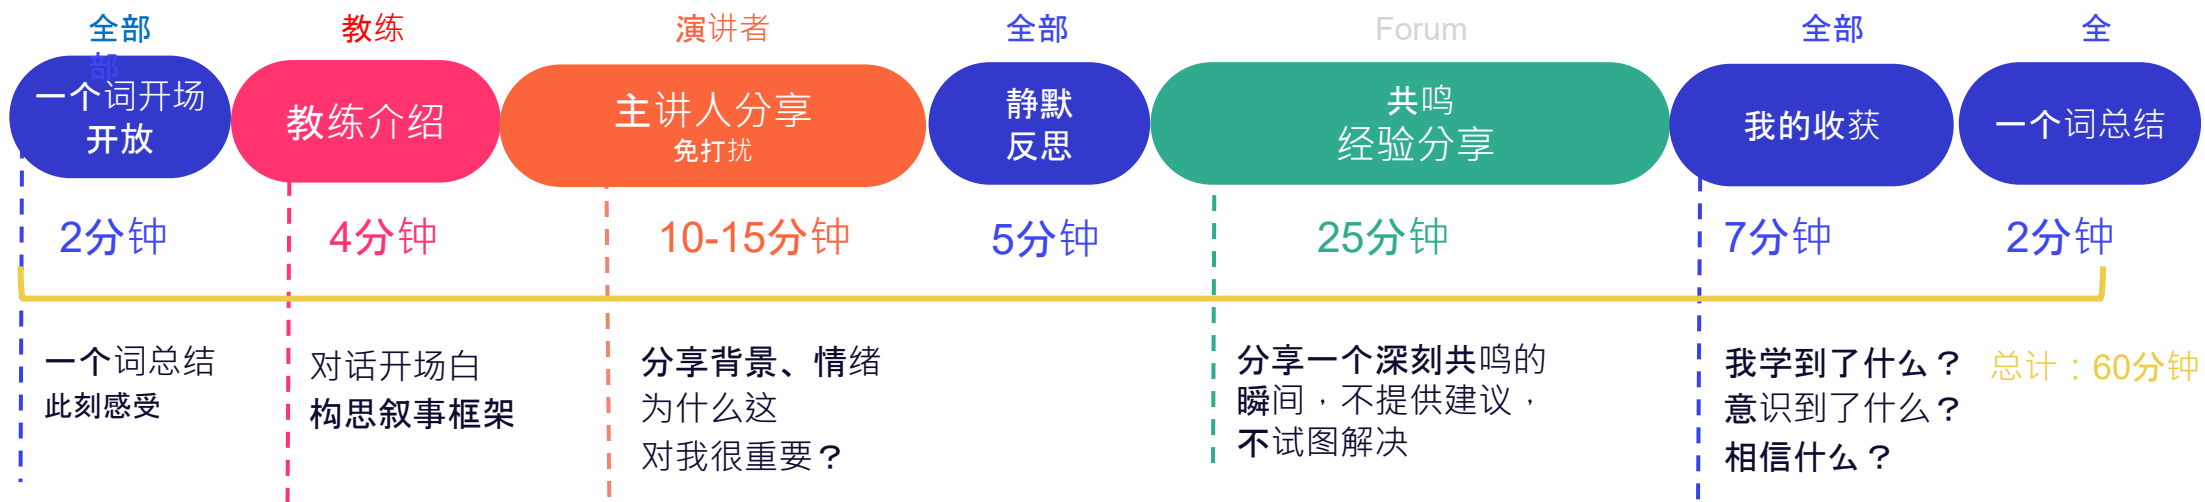 全部
部
一个词开场
开放
2分钟
一个词总结
此刻感受
教练
教练介绍
4分钟
对话开场白
构思叙事框架
演讲者
主讲人分享
免打扰
10-15分钟
分享背景、情绪
为什么这
对我很重要？
全部
静默
反思
5分钟
Forum
共鸣
经验分享
25分钟
分享一个深刻共鸣的
瞬间，不提供建议，
不试图解决
全部
我的收获
7分钟
我学到了什么？
意识到了什么？
相信什么？
全
一个词总结
2分钟
总计：60分钟